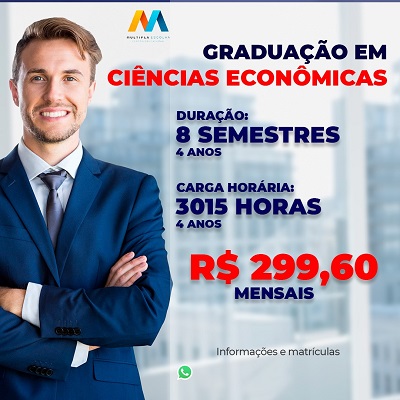 MULTIPLA ESCOLAR
GRADUAÇÃO EM
CIÊNCIAS ECONÔMICAS
DURAÇÃO:
8 SEMESTRES
4 ANOS
CARGA HORÁRIA:
3015 HORAS
4 ANOS
R$ 299,60
MENSAIS
Informações e matrículas